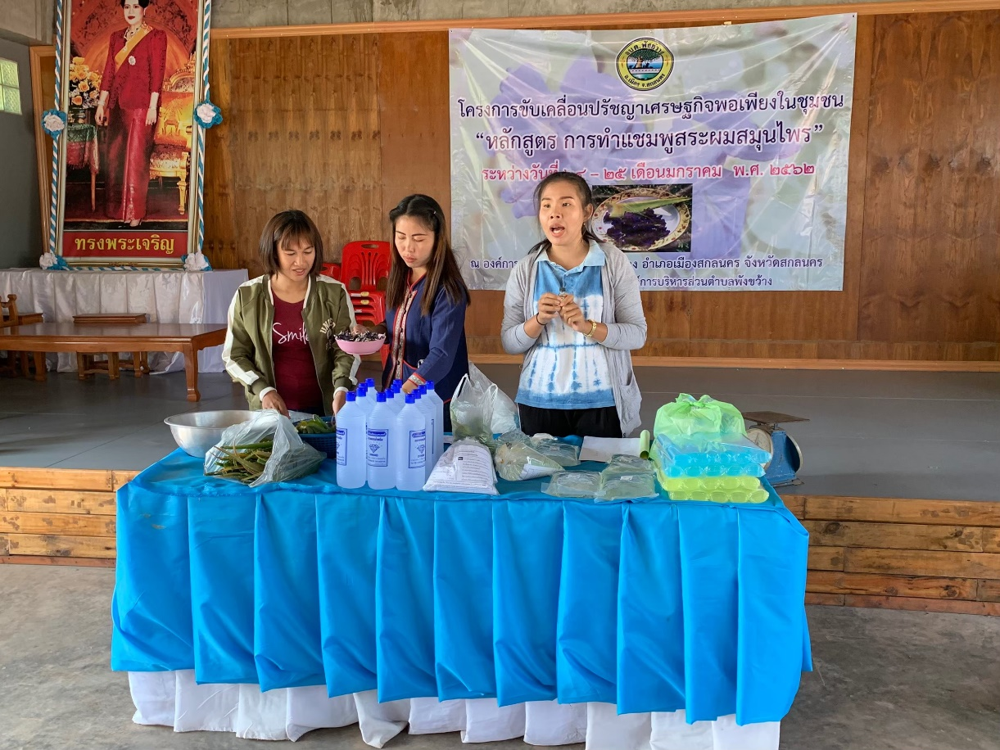 อบต.พังขว้าง
อ.เมือง จ.สกลนคร
โครงการขับเคลื่อนปรัชญาเศรษฐกิจพอเพียงในชุมชน
“หลักสูตร การทำแชมพูสระผมสมุนไพร”
ระหว่างวันที่ ๒๔ – ๒๕ เดือนมกราคม พ.ศ. ๒๕๖๒
ณ องค์การ อำเภอเมืองสกลนคร จังหวัดสกลนคร
การบริหารส่วนตำบลพังขว้าง
ทรงพระเจริญ
Smile